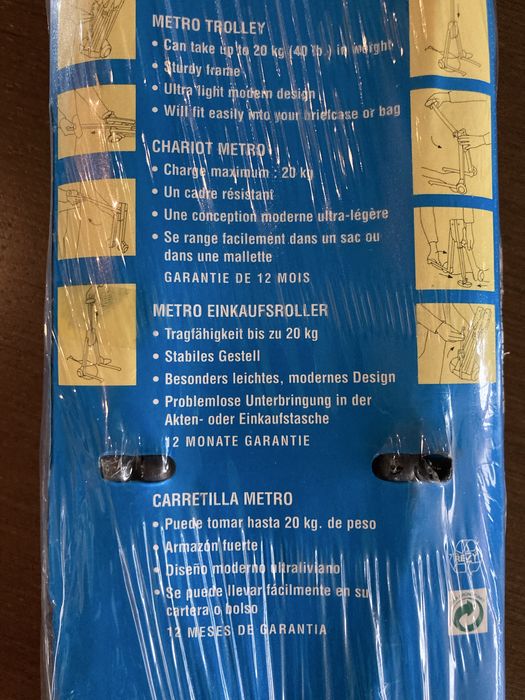 METRO TROLLEY
• Can take up to 20 kg (40 lb.) in weight
• Sturdy frame
• Ultra light modern design
• Will fit easily into your briefcase or bag
CHARIOT METRO
• Charge maximum : 20 kg
• Un cadre résistant
• Une conception moderne ultra-légère
• Se range facilement dans un sac ou
dans une mallette
GARANTIE DE 12 MOIS
METRO EINKAUFSROLLER
• Tragfähigkeit bis zu 20 kg
• Stabiles Gestell
• Besonders leichtes, modernes Design
• Problemlose Unterbringung in der
Akten- oder Einkaufstasche
12 MONATE GARANTIE
CARRETILLA METRO
• Puede tomar hasta 20 kg. de peso
• Armazón fuerte
• Diseño moderno ultraliviano
• Se puede llevar fácilmente en su
cartera o bolso
12 MESES DE GARANTIA
RESY